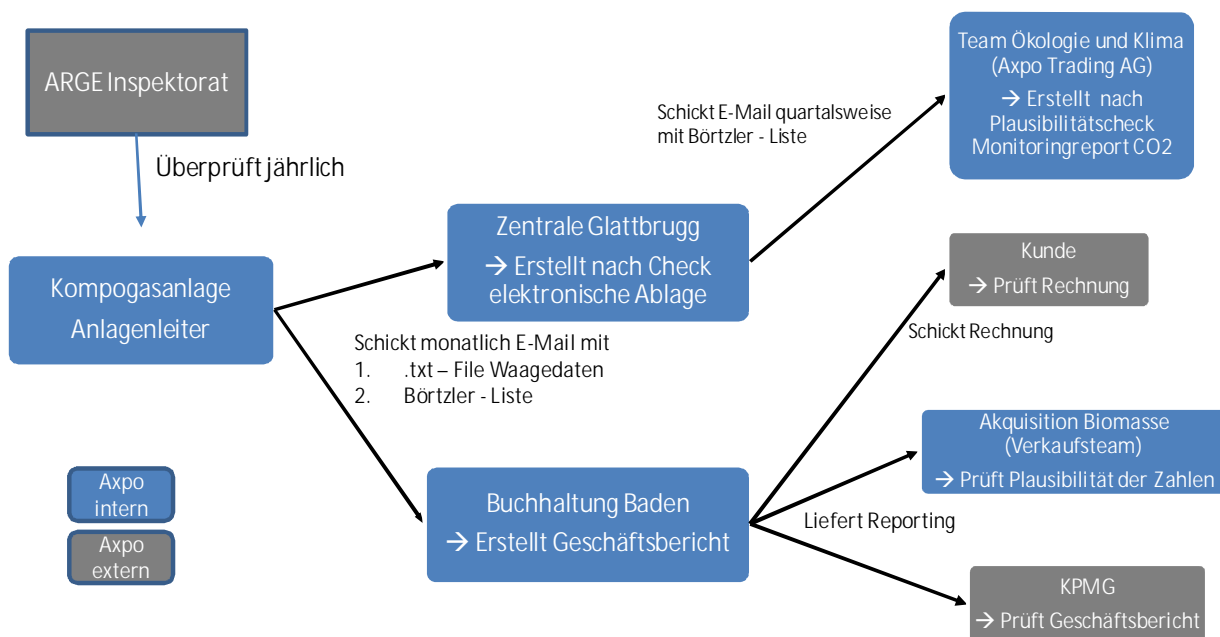 ARGE Inspektorat
Überprüft jährlich
Kompogasanlage
Anlagenleiter
Zentrale Glattbrugg
→ Erstellt nach Check
elektronische Ablage
Schickt E-Mail quartalsweise
mit Börtzler - Liste
Team Ökologie und Klima
(Axpo Trading AG)
→ Erstellt nach
Plausibilitätscheck
Monitoringreport CO2
Schickt monatlich E-Mail mit
1. .txt – File Waagedaten
2. Börtzler - Liste
Buchhaltung Baden
→ Erstellt Geschäftsbericht
Kunde
→ Prüft Rechnung
Schickt Rechnung
Akquisition Biomasse
(Verkaufsteam)
→ Prüft Plausibilität der Zahlen
Liefert Reporting
KPMG
→ Prüft Geschäftsbericht
Axpo
intern
Axpo
extern